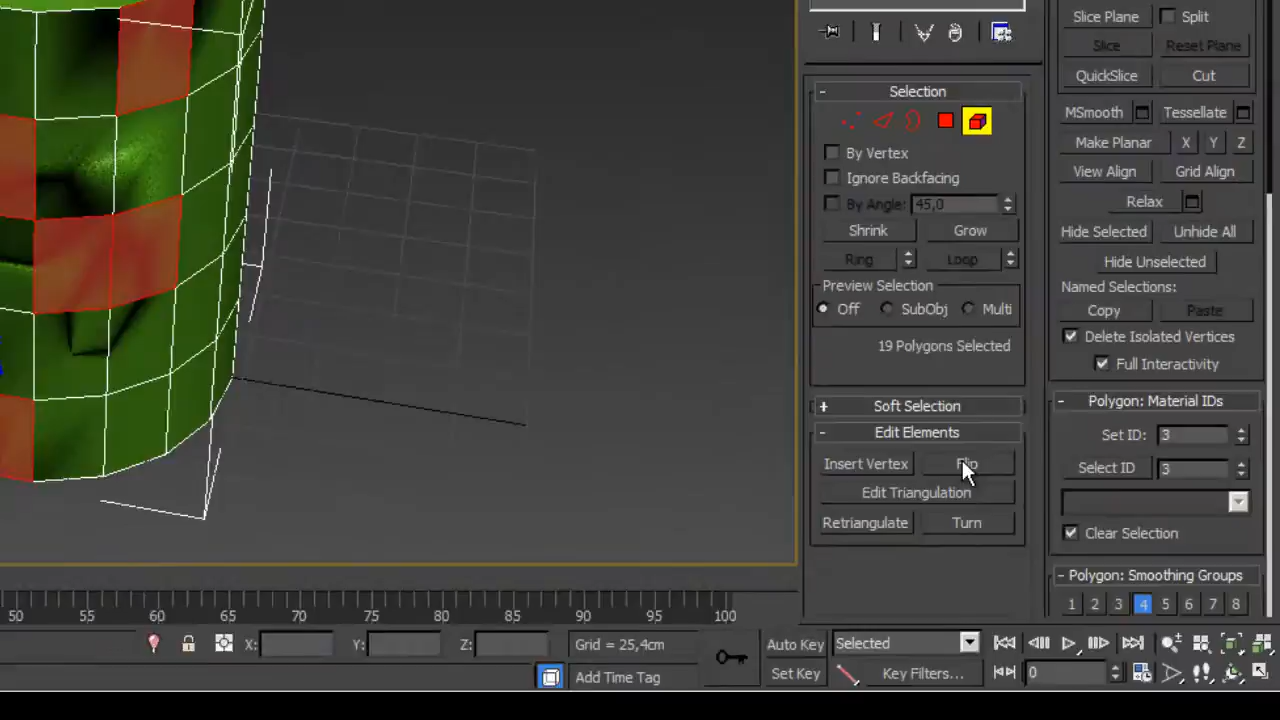 Slice Plane Split
Slice Reset Plane
QuickSlice Cut
- Selection
MSmooth Tessellate
Make Planar X Y Z
By Vertex
View Align Grid Align
Ignore Backfacing
By Angle: 45,0
Relax
Shrink Grow
Hide Selected Unhide All
Ring Loop
Hide Unselected
Preview Selection
Named Selections:
Off SubObj Multi
Copy Paste
Delete Isolated Vertices
19 Polygons Selected
Full Interactivity
- Polygon: Material IDs
+ Soft Selection
- Edit Elements
Set ID: 3
Insert Vertex Flip
Select ID 3
Edit Triangulation
Retriangulate Turn
Clear Selection
- Polygon: Smoothing Groups
1 2 3 4 5 6 7 8
50 55 60 65 70 75 80 85 90 95 100
X: Y: Z: Grid = 25,4cm Auto Key Selected
Add Time Tag Set Key Key Filters... 0